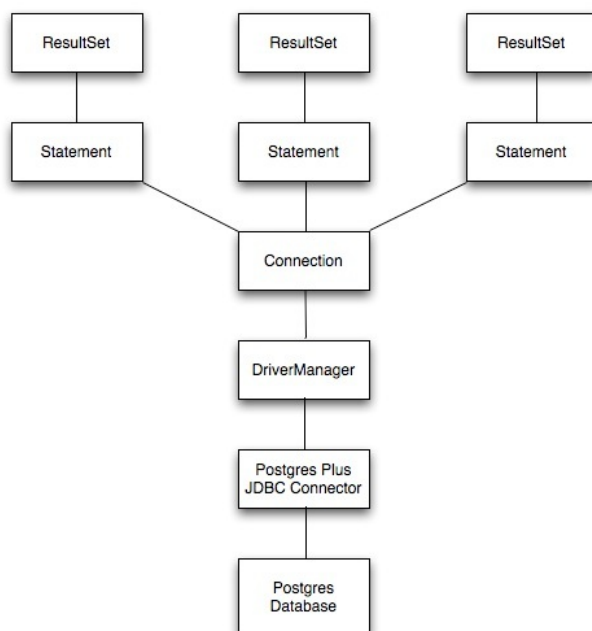 ResultSet
ResultSet
ResultSet
Statement
Statement
Statement
Connection
DriverManager
Postgres Plus
JDBC Connector
Postgres
Database